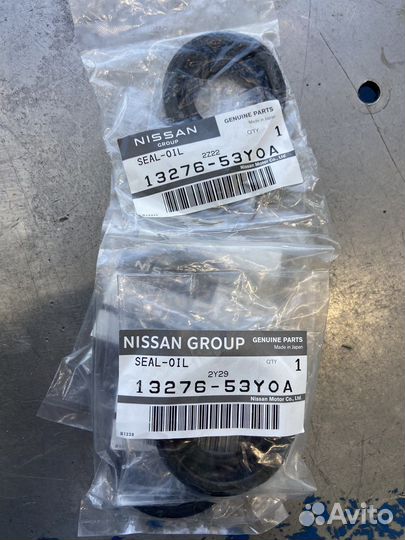 NISSAN
GROUP
GENUINE PARTS
Made in Japan
SEAL-OIL
2Z22
QTY
1
13276-53Y0A
Nissan Motor Co., Ltd.
NISSAN GROUP
GENUINE PARTS
Made in Japan
SEAL-OIL
2Y29
QTY
1
13276-53Y0A
Nissan Motor Co., Ltd.
Avito